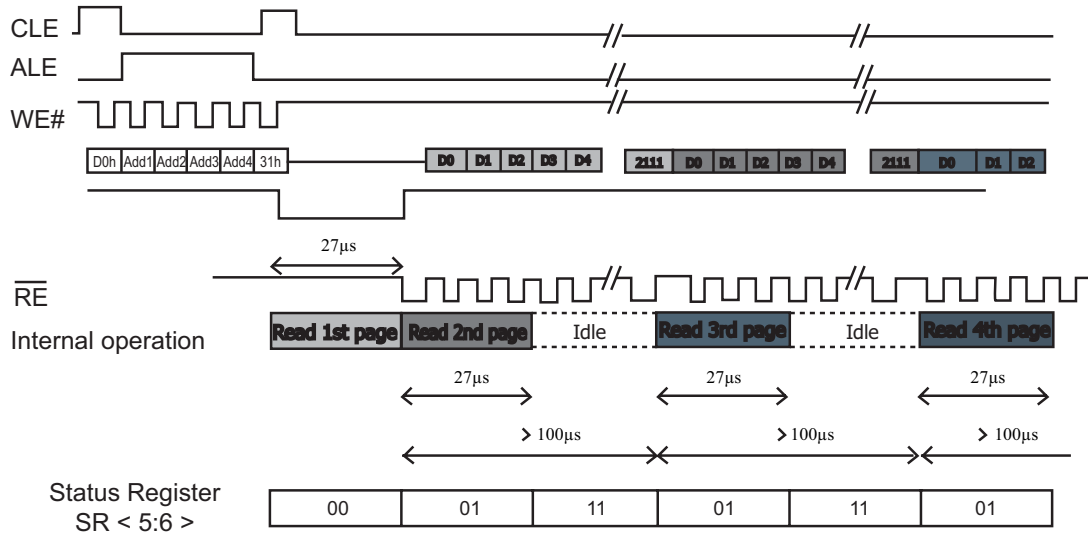 CLE
ALE
WE#
D0h Add1 Add2 Add3 Add4 31h D0 D1 D2 D3 D4 2111 D0 D1 D2 D3 D4 2111 D0 D1 D2
27µs
RE
Internal operation Read 1st page Read 2nd page Idle Read 3rd page Idle Read 4th page
27µs 27µs 27µs
> 100µs > 100µs > 100µs
Status Register
SR < 5:6 >
00 01 11 01 11 01